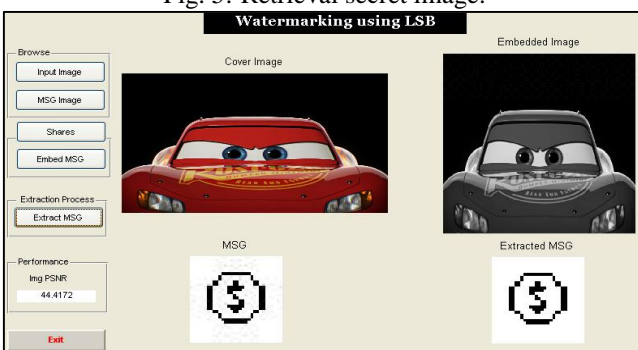 Fig. 5: Retrieval secret image.
Watermarking using LSB
Browse
Input Image
MSG Image
Shares
Embed MSG
Extraction Process
Extract MSG
Performance
Img PSNR
44.4172
Exit
Cover Image
Embedded Image
MSG
$
Extracted MSG
$